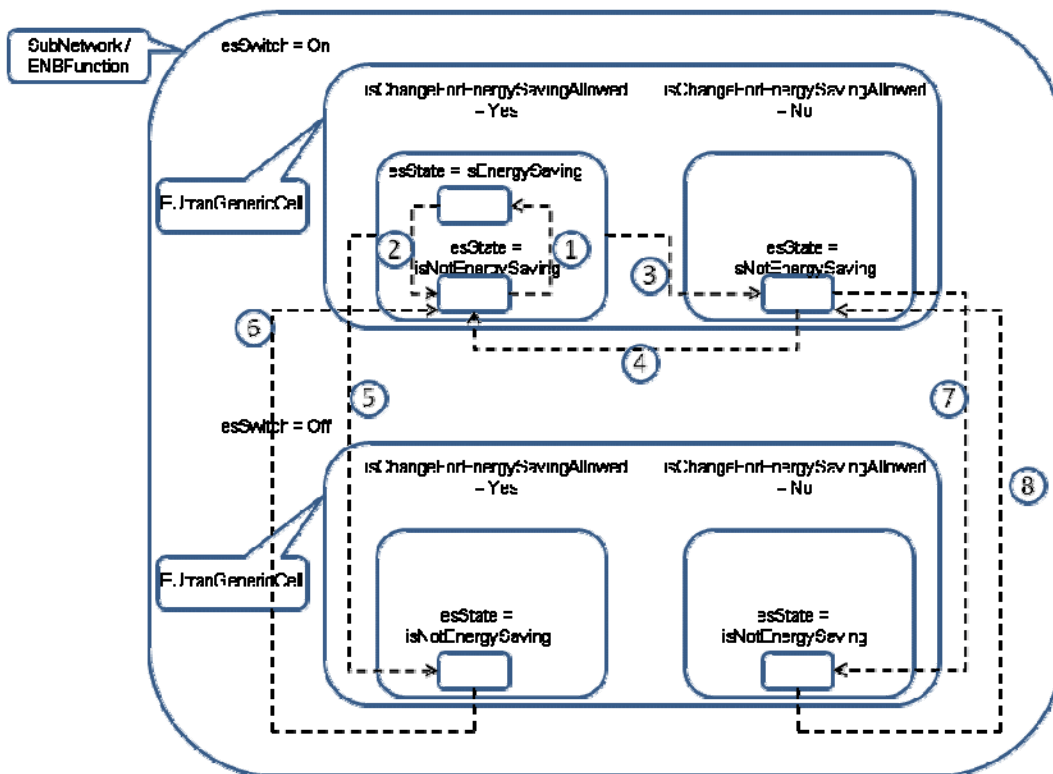 SubNetwork /
ENBFunction
esSwitch = On
isChangeForEnergySavingAllowed
– Yes
isChangeForEnergySavingAllowed
– No
esState = isEnergySaving
EUtranGenericCell
2
1
esState =
isNotEnergySaving
3
esState =
isNotEnergySaving
6
4
5
7
esSwitch = Off
isChangeForEnergySavingAllowed
– Yes
isChangeForEnergySavingAllowed
– No
8
EUtranGenericCell
esState =
isNotEnergySaving
esState =
isNotEnergySaving